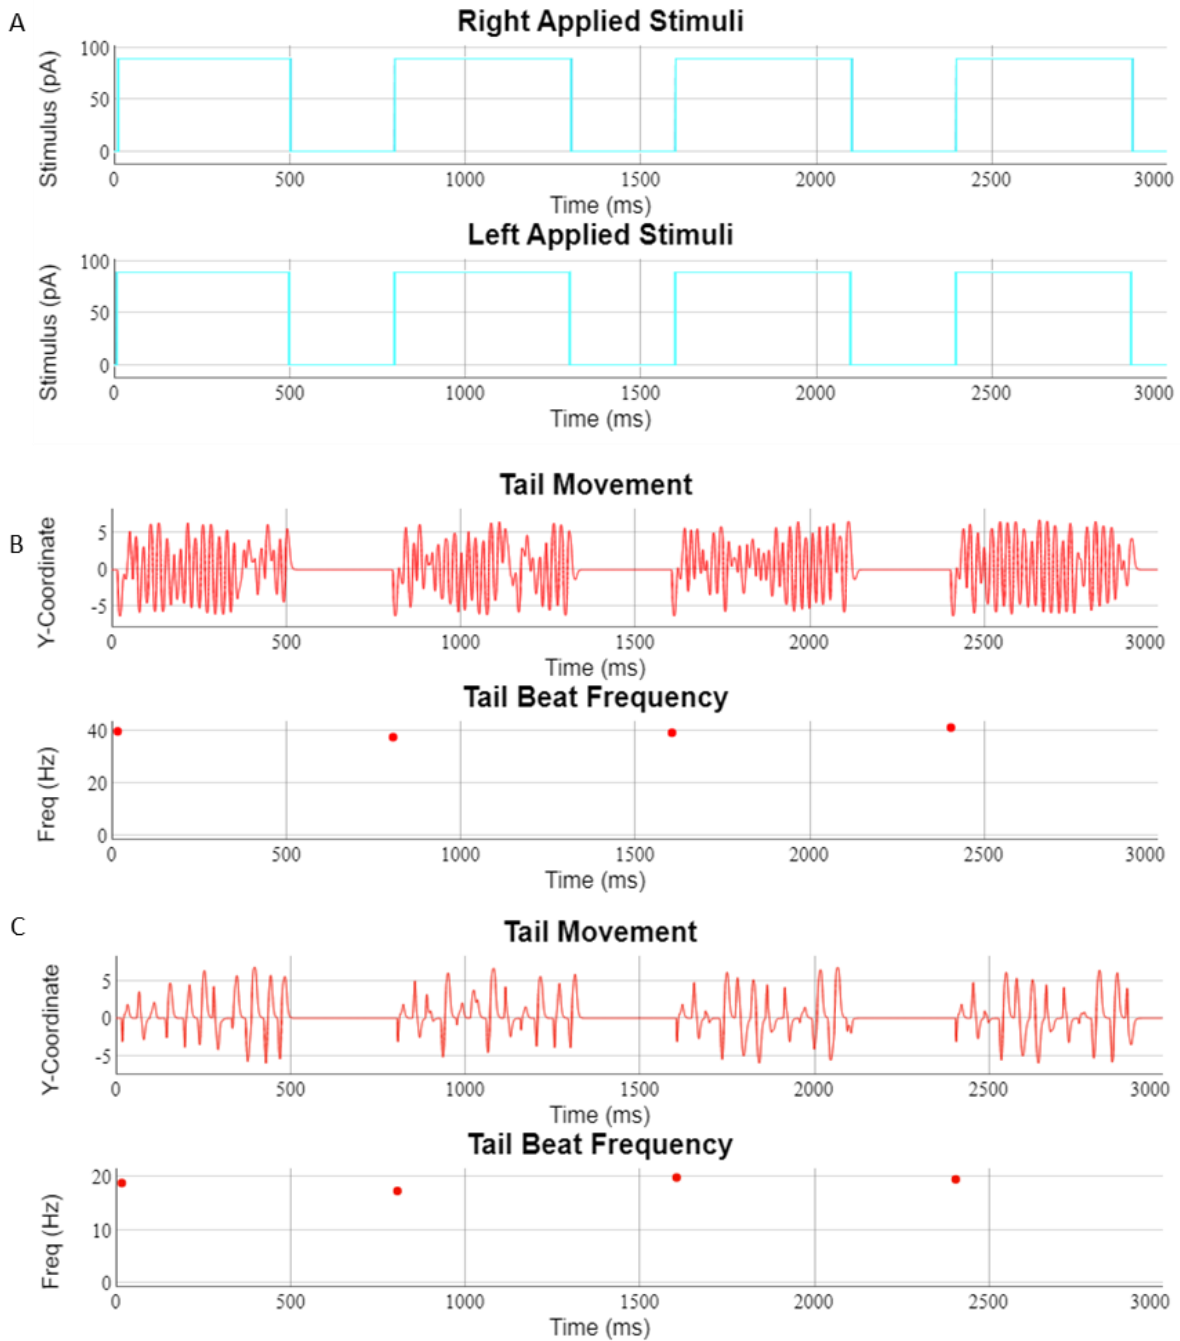 A
Right Applied Stimuli
Stimulus (pA)
100
50
0
0 500 1000 1500 2000 2500 3000
Time (ms)
Left Applied Stimuli
Stimulus (pA)
100
50
0
0 500 1000 1500 2000 2500 3000
Time (ms)
B
Tail Movement
Y-Coordinate
5
0
-5
0 500 1000 1500 2000 2500 3000
Time (ms)
Tail Beat Frequency
Freq (Hz)
40
20
0
0 500 1000 1500 2000 2500 3000
Time (ms)
C
Tail Movement
Y-Coordinate
5
0
-5
0 500 1000 1500 2000 2500 3000
Time (ms)
Tail Beat Frequency
Freq (Hz)
20
10
0
0 500 1000 1500 2000 2500 3000
Time (ms)